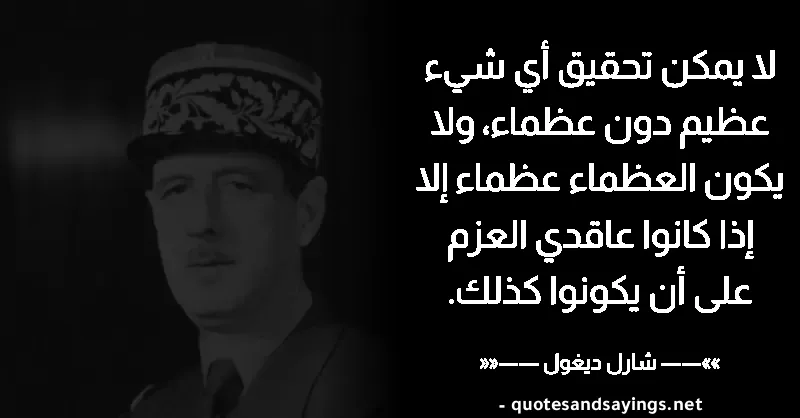 لا يمكن تحقيق أي شيء
عظيم دون عظماء، ولا
يكون العظماء عظماء إلا
إذا كانوا عاقدي العزم
على أن يكونوا كذلك.
»»—— شارل ديغول ——««
- quotesandsayings.net